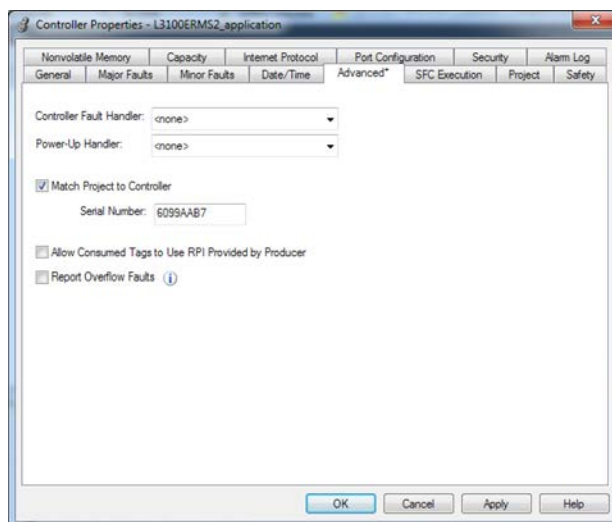 Controller Properties - L3100ERMS2_application
Nonvolatile Memory Capacity Internet Protocol Port Configuration Security Alarm Log
General Major Faults Minor Faults Date/Time Advanced* SFC Execution Project Safety
Controller Fault Handler: <none>
Power-Up Handler: <none>
Match Project to Controller
Serial Number: 6099AAB7
Allow Consumed Tags to Use RPI Provided by Producer
Report Overflow Faults
OK Cancel Apply Help